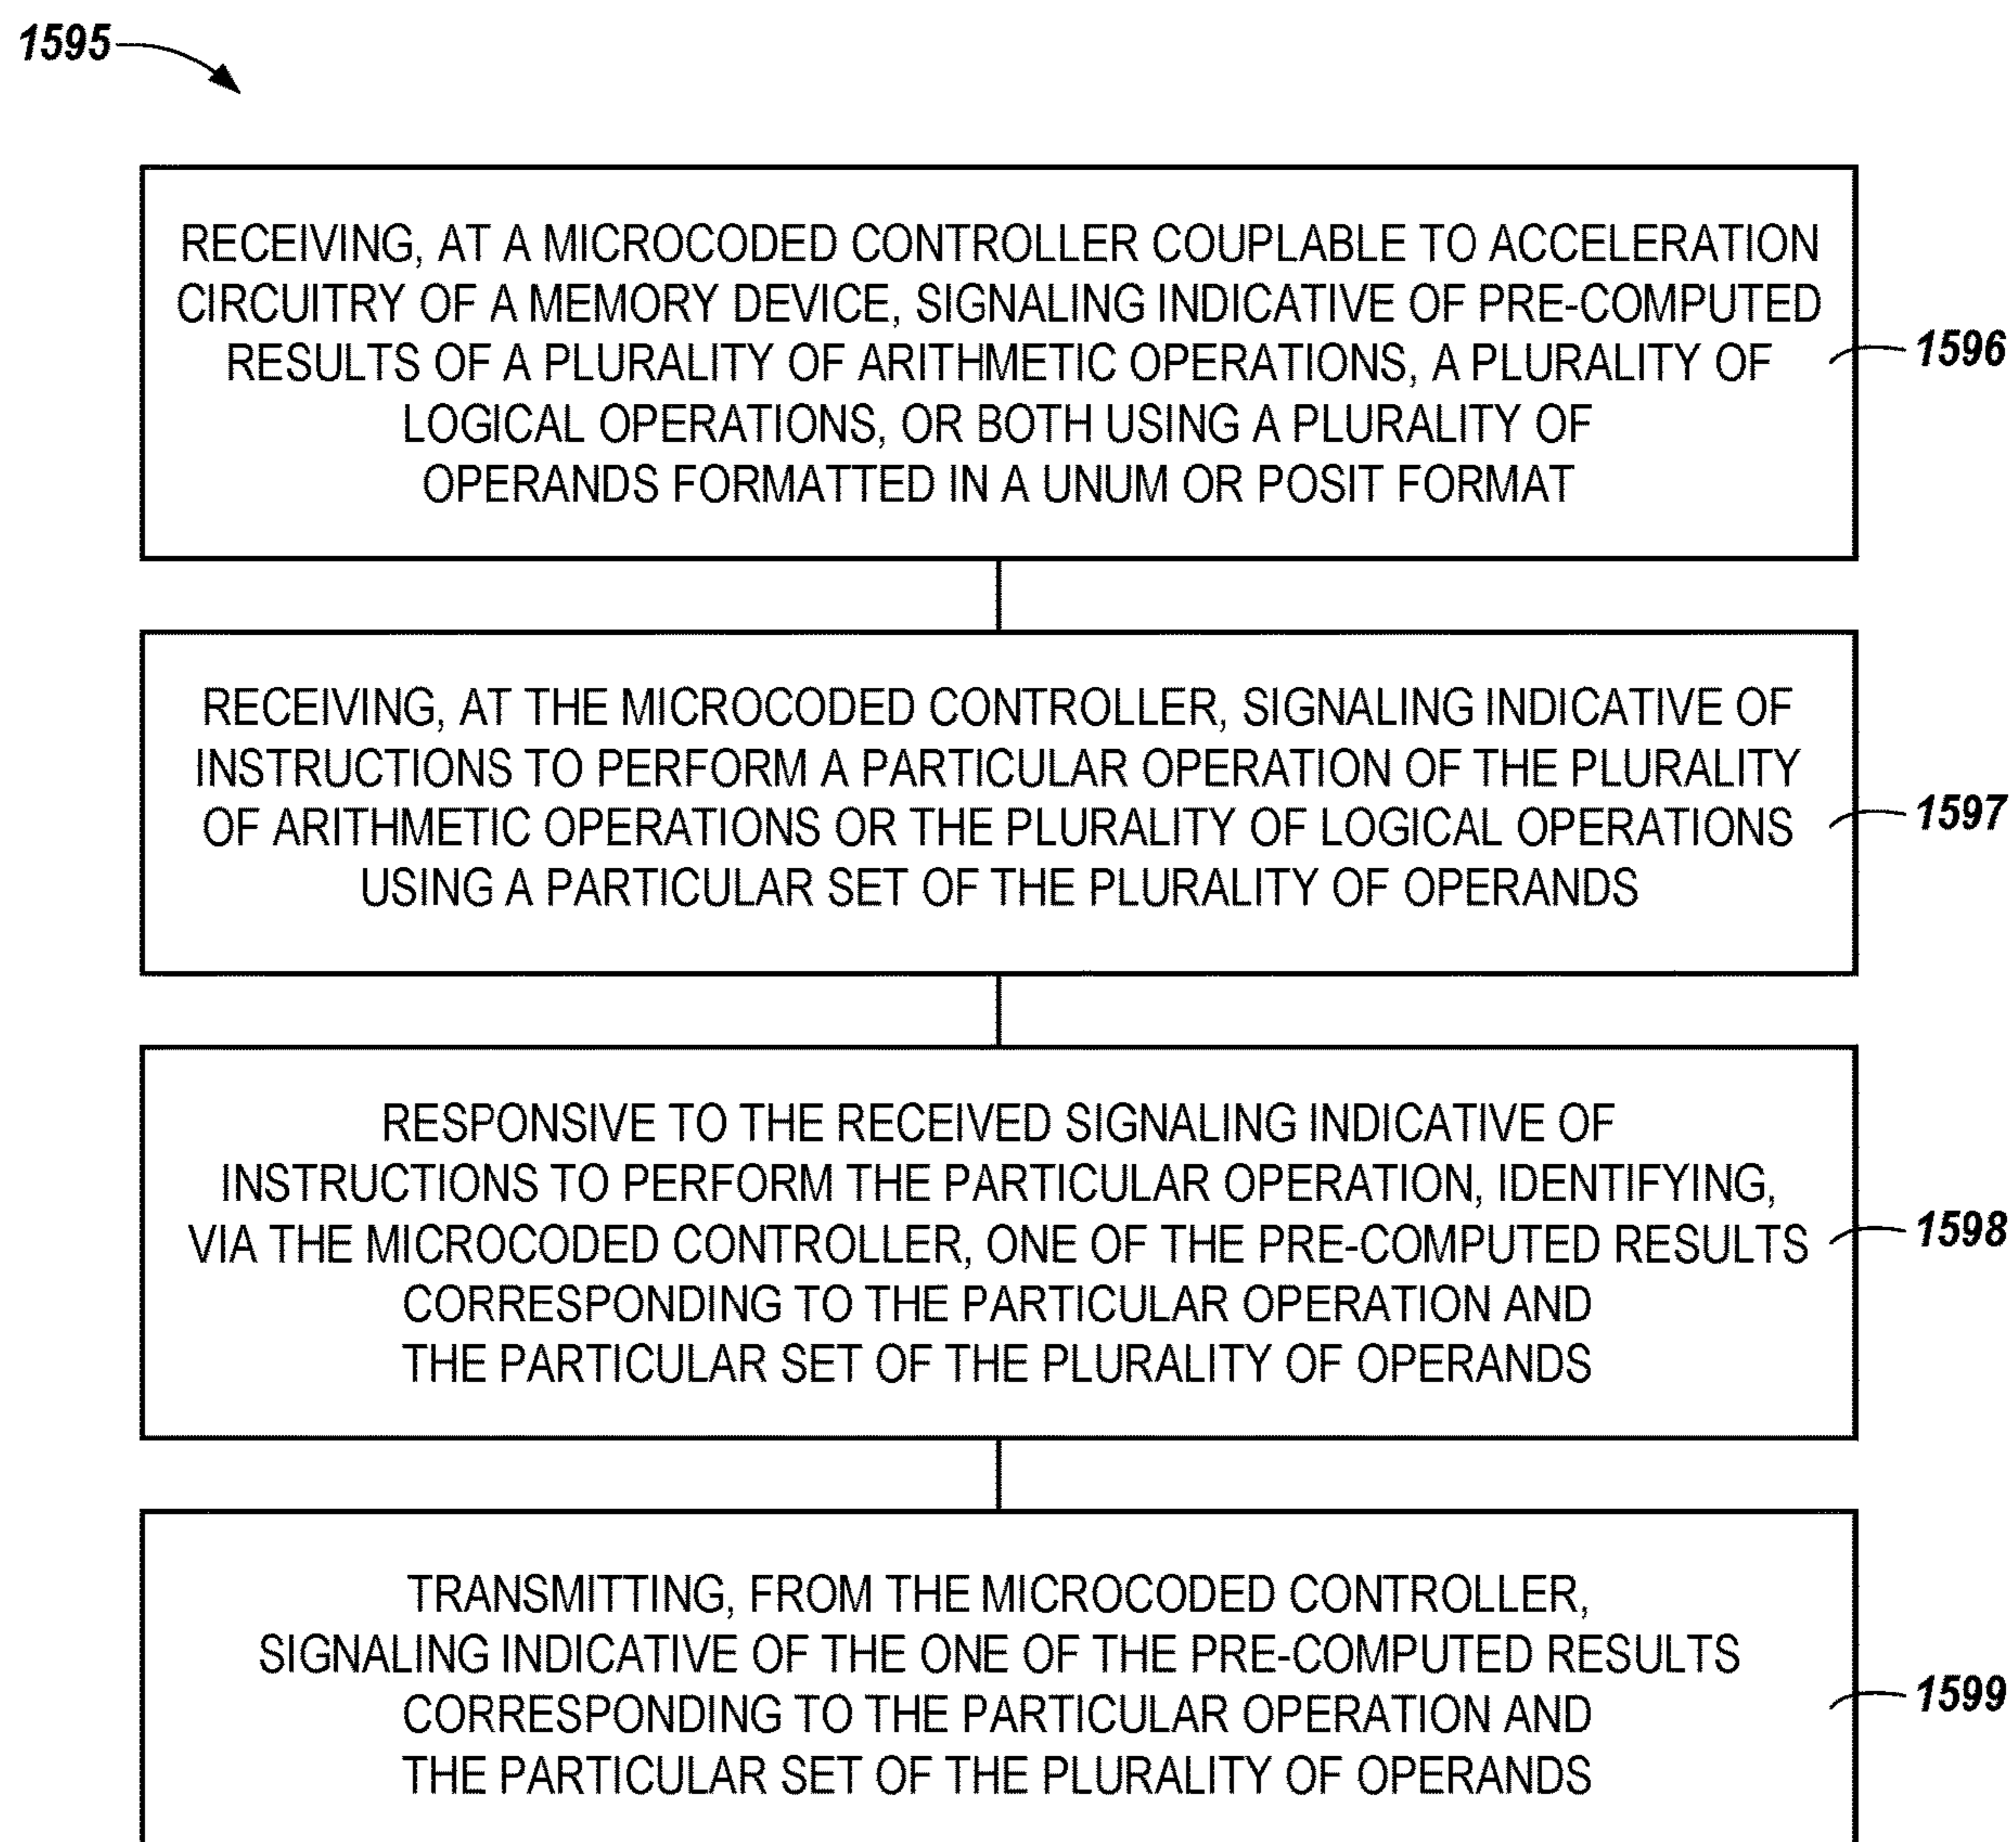 1595
RECEIVING, AT A MICROCODED CONTROLLER COUPLABLE TO ACCELERATION
CIRCUITRY OF A MEMORY DEVICE, SIGNALING INDICATIVE OF PRE-COMPUTED
RESULTS OF A PLURALITY OF ARITHMETIC OPERATIONS, A PLURALITY OF
LOGICAL OPERATIONS, OR BOTH USING A PLURALITY OF
OPERANDS FORMATTED IN A UNUM OR POSIT FORMAT
1596
RECEIVING, AT THE MICROCODED CONTROLLER, SIGNALING INDICATIVE OF
INSTRUCTIONS TO PERFORM A PARTICULAR OPERATION OF THE PLURALITY
OF ARITHMETIC OPERATIONS OR THE PLURALITY OF LOGICAL OPERATIONS
USING A PARTICULAR SET OF THE PLURALITY OF OPERANDS
1597
RESPONSIVE TO THE RECEIVED SIGNALING INDICATIVE OF
INSTRUCTIONS TO PERFORM THE PARTICULAR OPERATION, IDENTIFYING,
VIA THE MICROCODED CONTROLLER, ONE OF THE PRE-COMPUTED RESULTS
CORRESPONDING TO THE PARTICULAR OPERATION AND
THE PARTICULAR SET OF THE PLURALITY OF OPERANDS
1598
TRANSMITTING, FROM THE MICROCODED CONTROLLER,
SIGNALING INDICATIVE OF THE ONE OF THE PRE-COMPUTED RESULTS
CORRESPONDING TO THE PARTICULAR OPERATION AND
THE PARTICULAR SET OF THE PLURALITY OF OPERANDS
1599